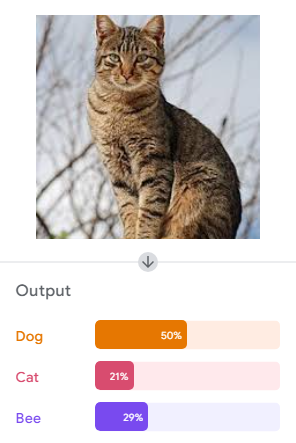 Output
Dog 50%
Cat 21%
Bee 29%